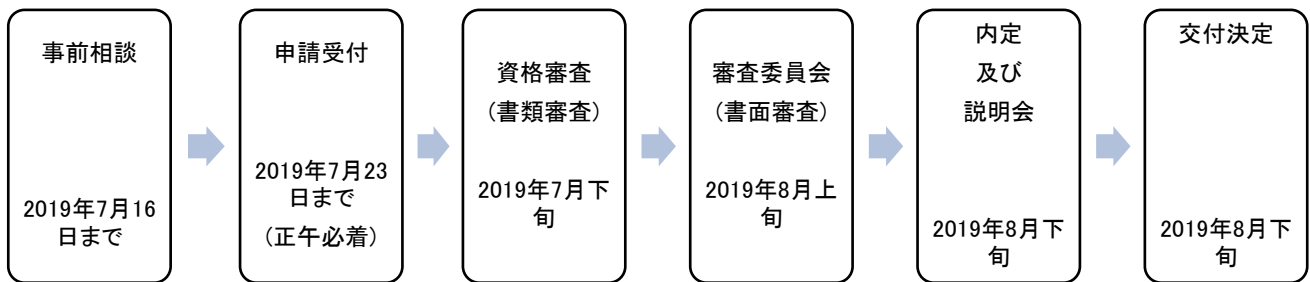 事前相談
2019年7月16
日まで
申請受付
2019年7月23
日まで
(正午必着)
資格審査
(書類審査)
2019年7月下
旬
審査委員会
(書面審査)
2019年8月上
旬
内定
及び
説明会
2019年8月下
旬
交付決定
2019年8月下
旬